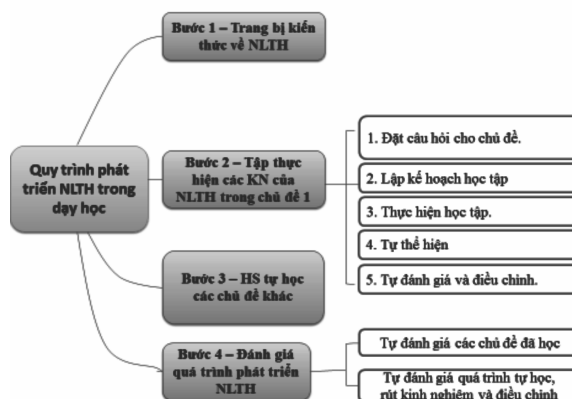 Quy trình phát
triển NLTH trong
dạy học
Bước 1 – Trang bị kiến
thức về NLTH
Bước 2 – Tập thực
hiện các KN của
NLTH trong chủ đề 1
1. Đặt câu hỏi cho chủ đề.
2. Lập kế hoạch học tập
3. Thực hiện học tập.
4. Tự thể hiện
5. Tự đánh giá và điều chỉnh.
Bước 3 – HS tự học
các chủ đề khác
Bước 4 – Đánh giá
quá trình phát triển
NLTH
Tự đánh giá các chủ đề đã học
Tự đánh giá quá trình tự học,
rút kinh nghiệm và điều chỉnh